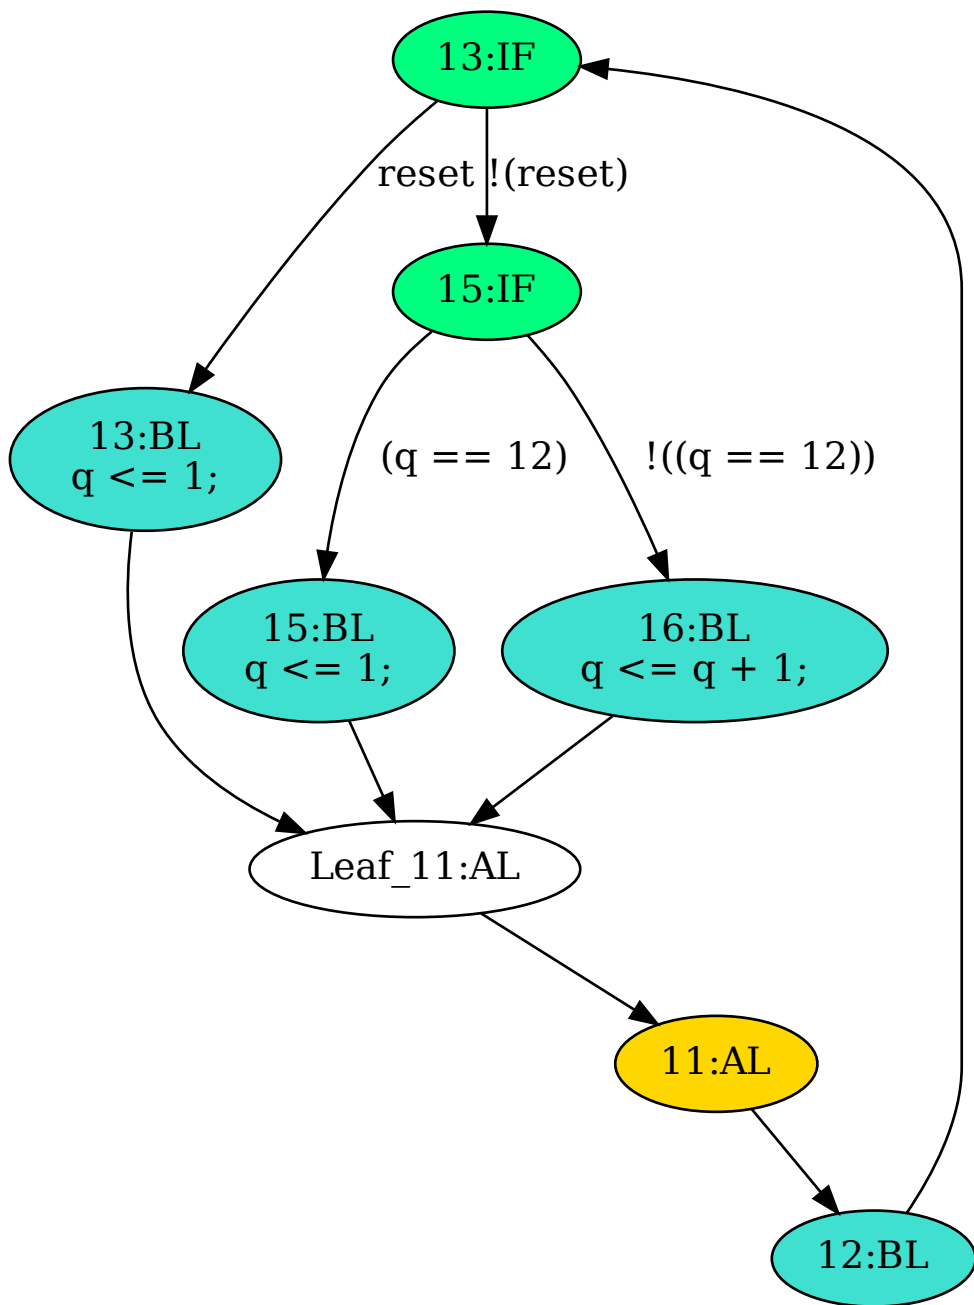 13:IF
reset
!(reset)
15:IF
13:BL
q <= 1;
(q == 12)
!((q == 12))
15:BL
q <= 1;
16:BL
q <= q + 1;
Leaf_11:AL
11:AL
12:BL